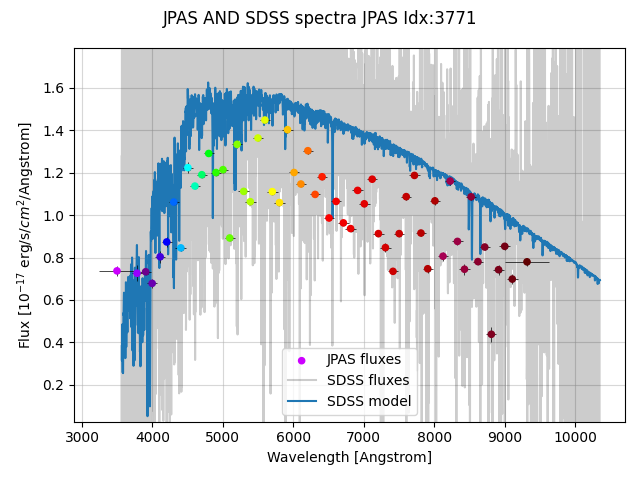 JPAS AND SDSS spectra JPAS Idx:3771
Flux [10⁻¹⁷ erg/s/cm²/Angstrom]
1.6
1.4
1.2
1.0
0.8
0.6
0.4
0.2
JPAS fluxes
SDSS fluxes
SDSS model
3000 4000 5000 6000 7000 8000 9000 10000
Wavelength [Angstrom]